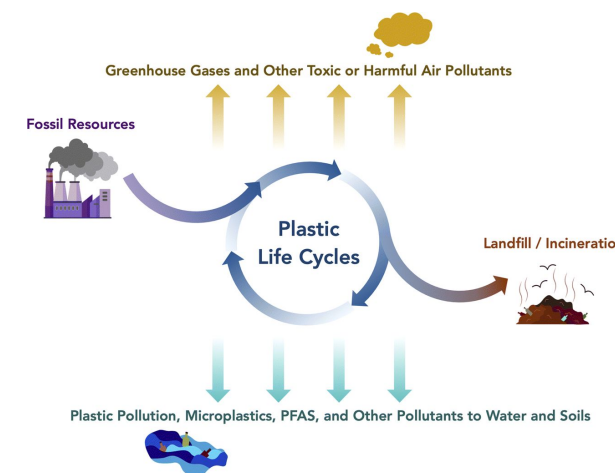 Greenhouse Gases and Other Toxic or Harmful Air Pollutants
Fossil Resources
Plastic
Life Cycles
Landfill / Incineratio
Plastic Pollution, Microplastics, PFAS, and Other Pollutants to Water and Soils